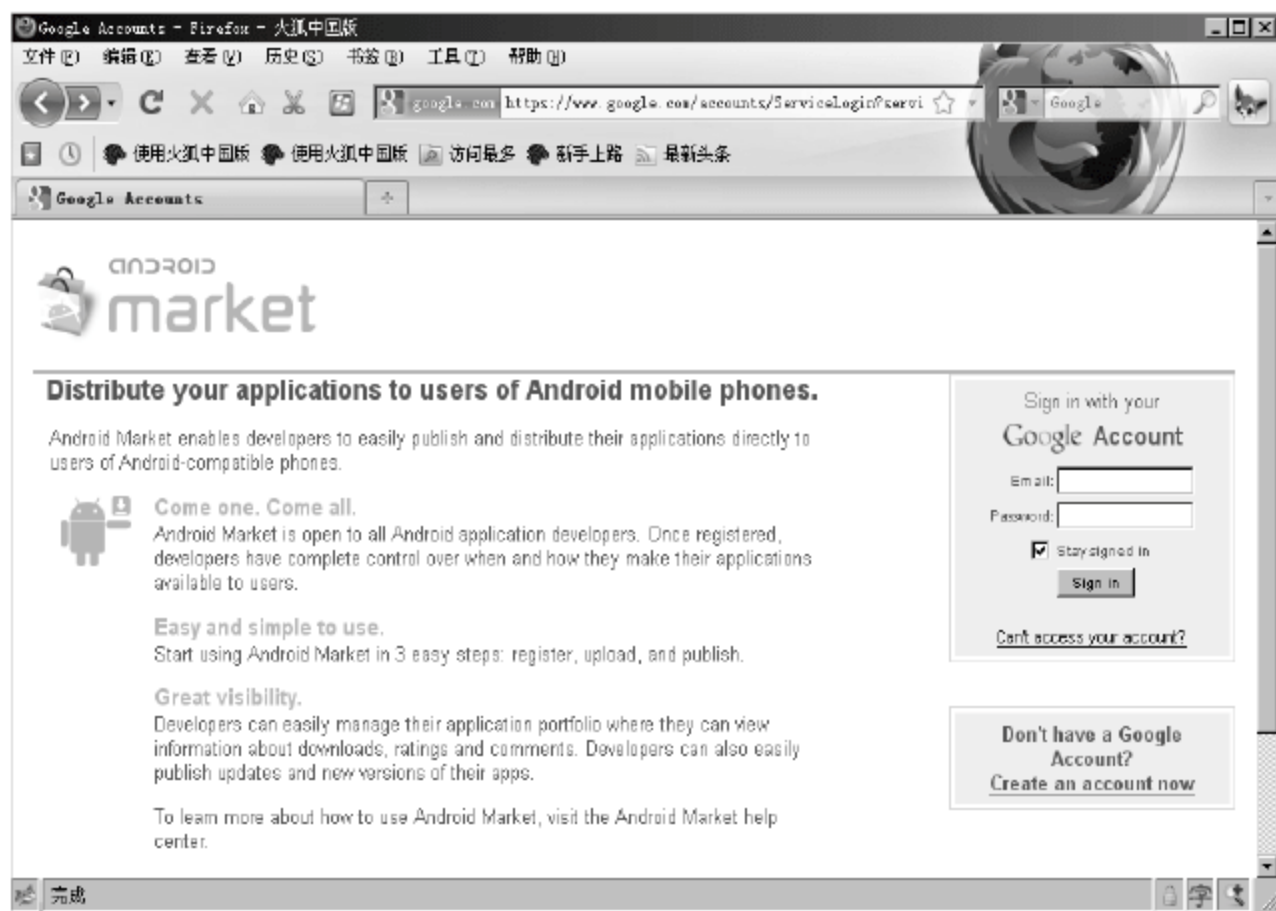 Google Accounts - Firefox - 火狐中国版
文件(F) 编辑(E) 查看(V) 历史(S) 书签(B) 工具(T) 帮助(H)
google.com https://www.google.com/accounts/ServiceLogin?servi Google
使用火狐中国版 使用火狐中国版 访问最多 新手上路 最新头条
Google Accounts
android
market
Distribute your applications to users of Android mobile phones.
Android Market enables developers to easily publish and distribute their applications directly to
users of Android-compatible phones.
Come one. Come all.
Android Market is open to all Android application developers. Once registered,
developers have complete control over when and how they make their applications
available to users.
Easy and simple to use.
Start using Android Market in 3 easy steps: register, upload, and publish.
Great visibility.
Developers can easily manage their application portfolio where they can view
information about downloads, ratings and comments. Developers can also easily
publish updates and new versions of their apps.
To learn more about how to use Android Market, visit the Android Market help
center.
Sign in with your
Google Account
Email:
Password:
Stay signed in
Sign in
Can't access your account?
Don't have a Google
Account?
Create an account now
完成
字